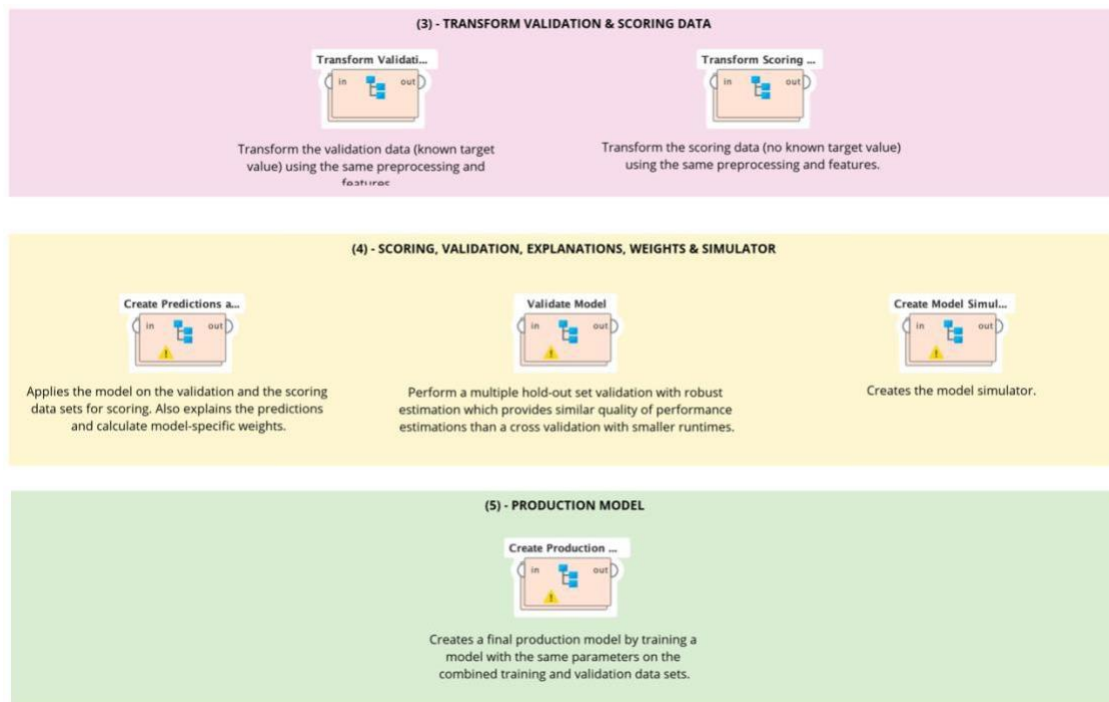 (3) - TRANSFORM VALIDATION & SCORING DATA
Transform Validati...
in out
Transform the validation data (known target
value) using the same preprocessing and
features
Transform Scoring ...
in out
Transform the scoring data (no known target value)
using the same preprocessing and features.
(4) - SCORING, VALIDATION, EXPLANATIONS, WEIGHTS & SIMULATOR
Create Predictions a...
in out
Applies the model on the validation and the scoring
data sets for scoring. Also explains the predictions
and calculate model-specific weights.
Validate Model
in out
Perform a multiple hold-out set validation with robust
estimation which provides similar quality of performance
estimations than a cross validation with smaller runtimes.
Create Model Simul...
in out
Creates the model simulator.
(5) - PRODUCTION MODEL
Create Production ...
in out
Creates a final production model by training a
model with the same parameters on the
combined training and validation data sets.